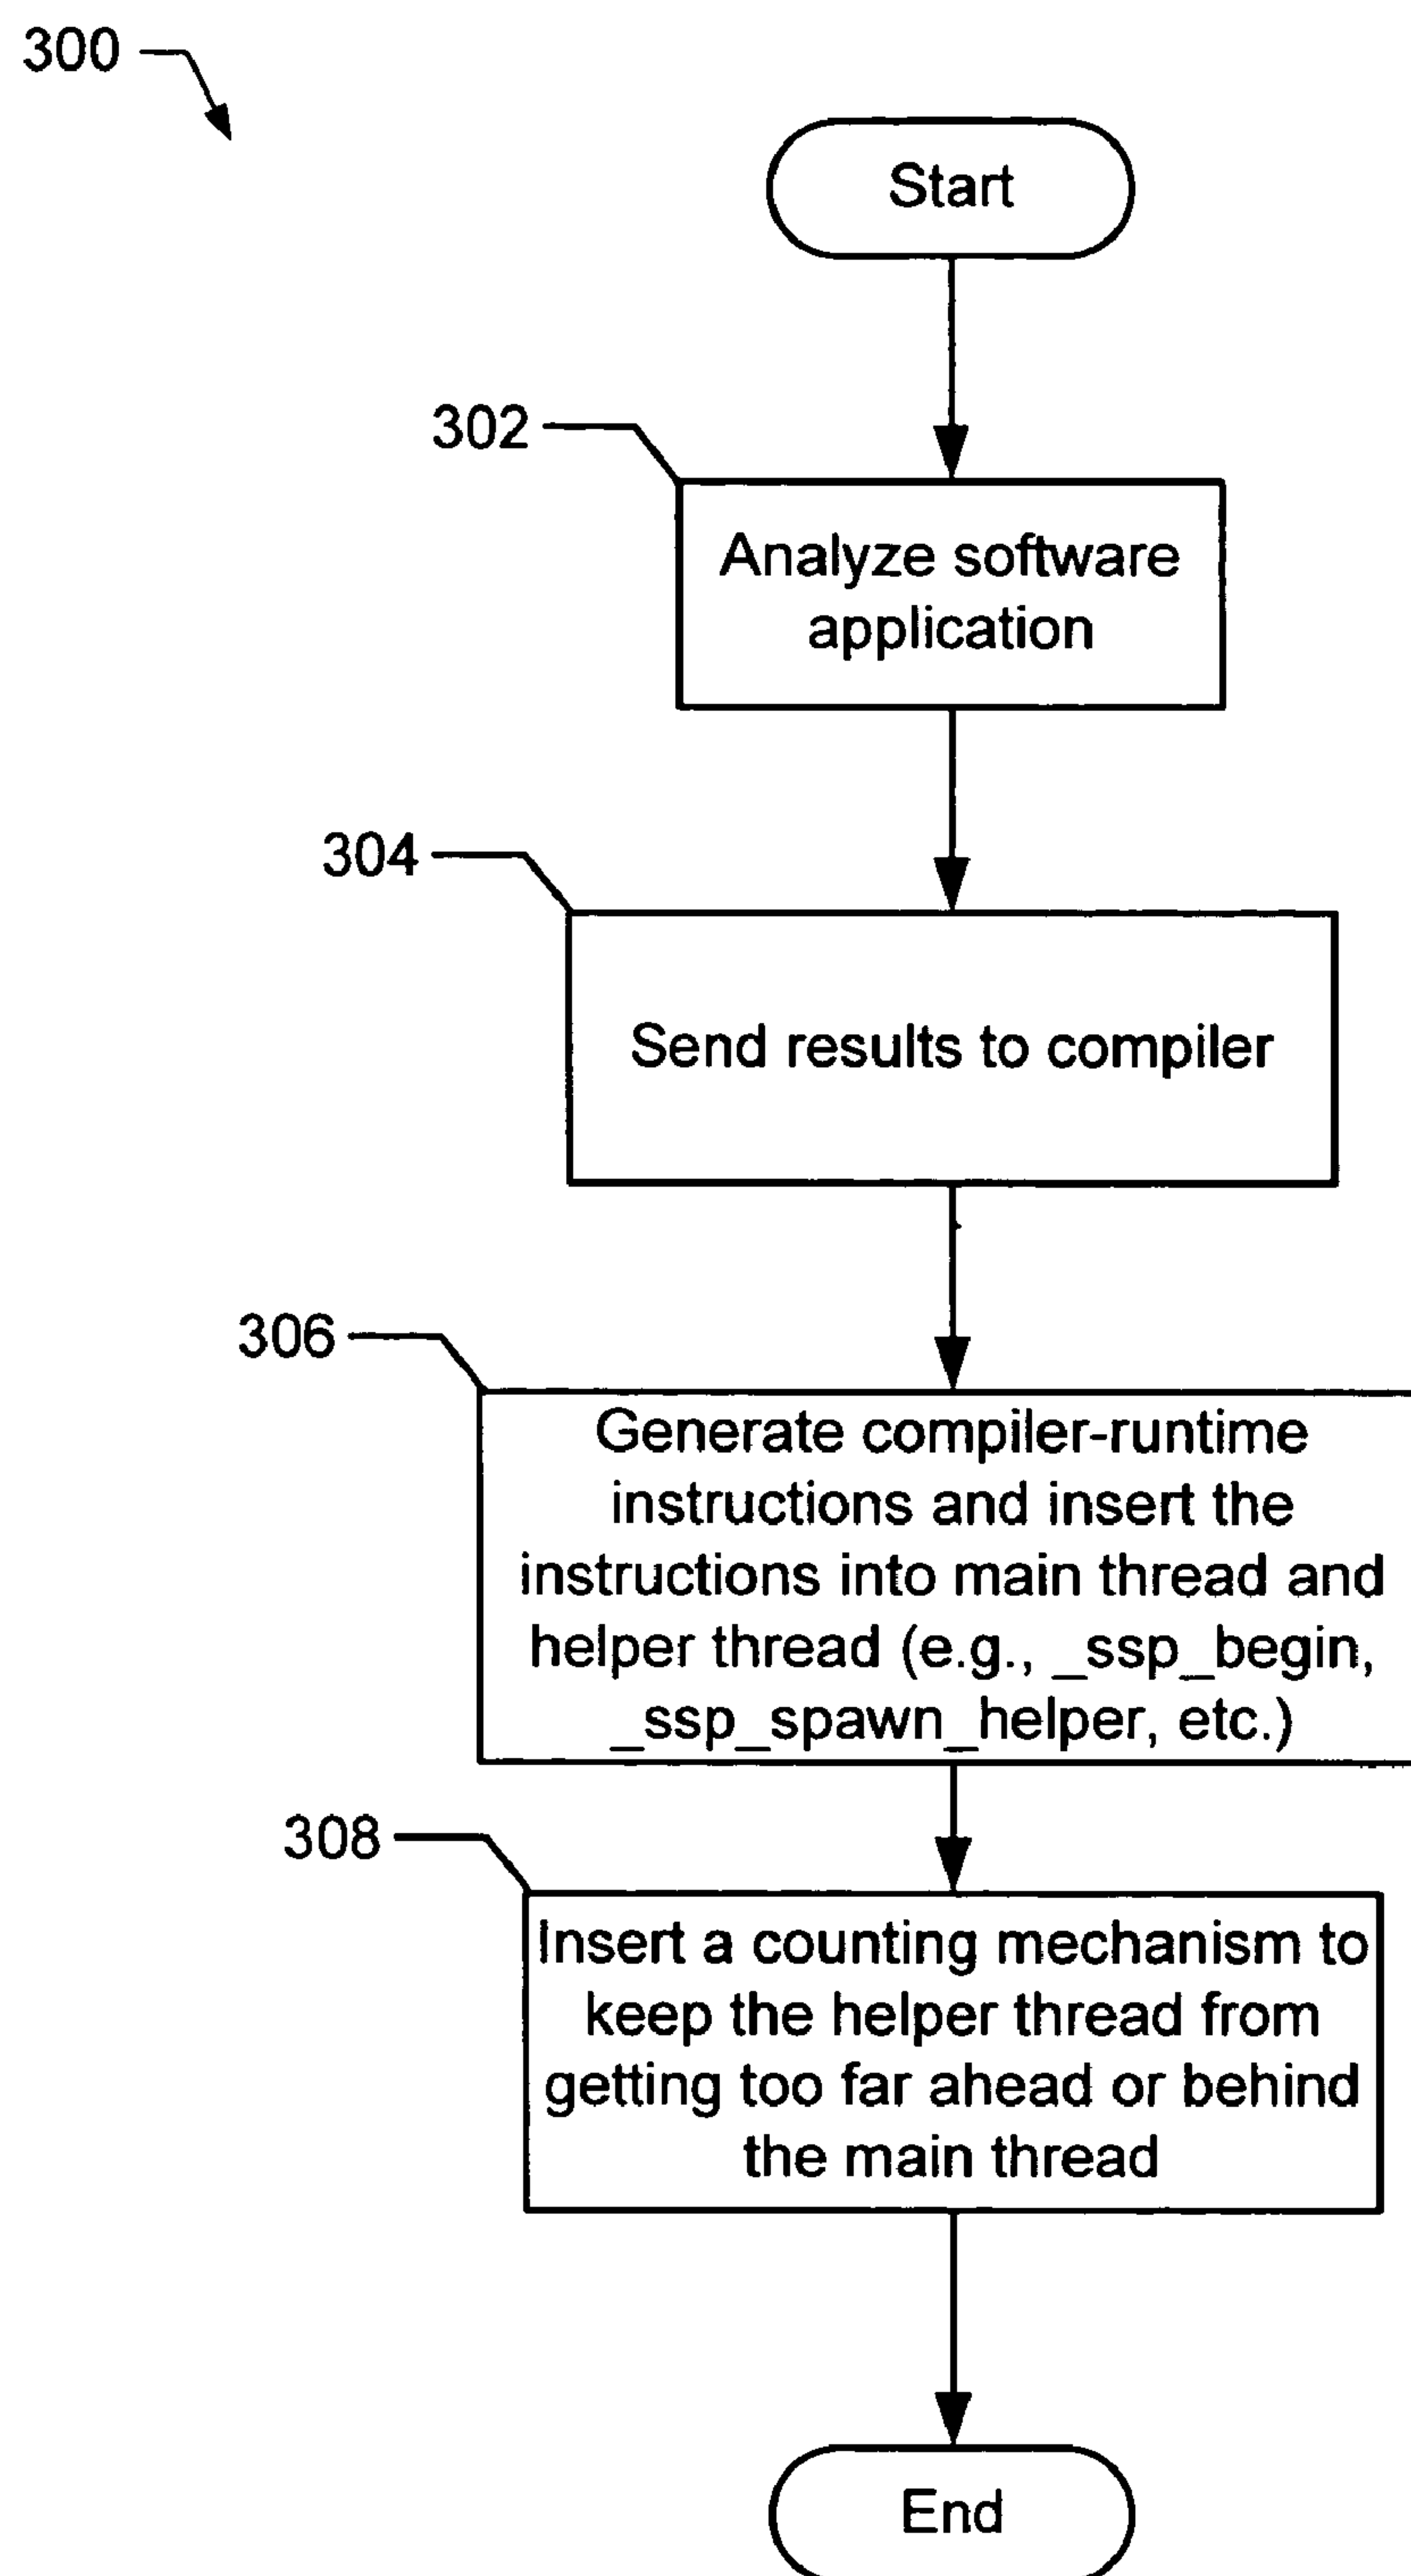 300
Start
302
Analyze software
application
304
Send results to compiler
306
Generate compiler-runtime
instructions and insert the
instructions into main thread and
helper thread (e.g., _ssp_begin,
_ssp_spawn_helper, etc.)
308
Insert a counting mechanism to
keep the helper thread from
getting too far ahead or behind
the main thread
End